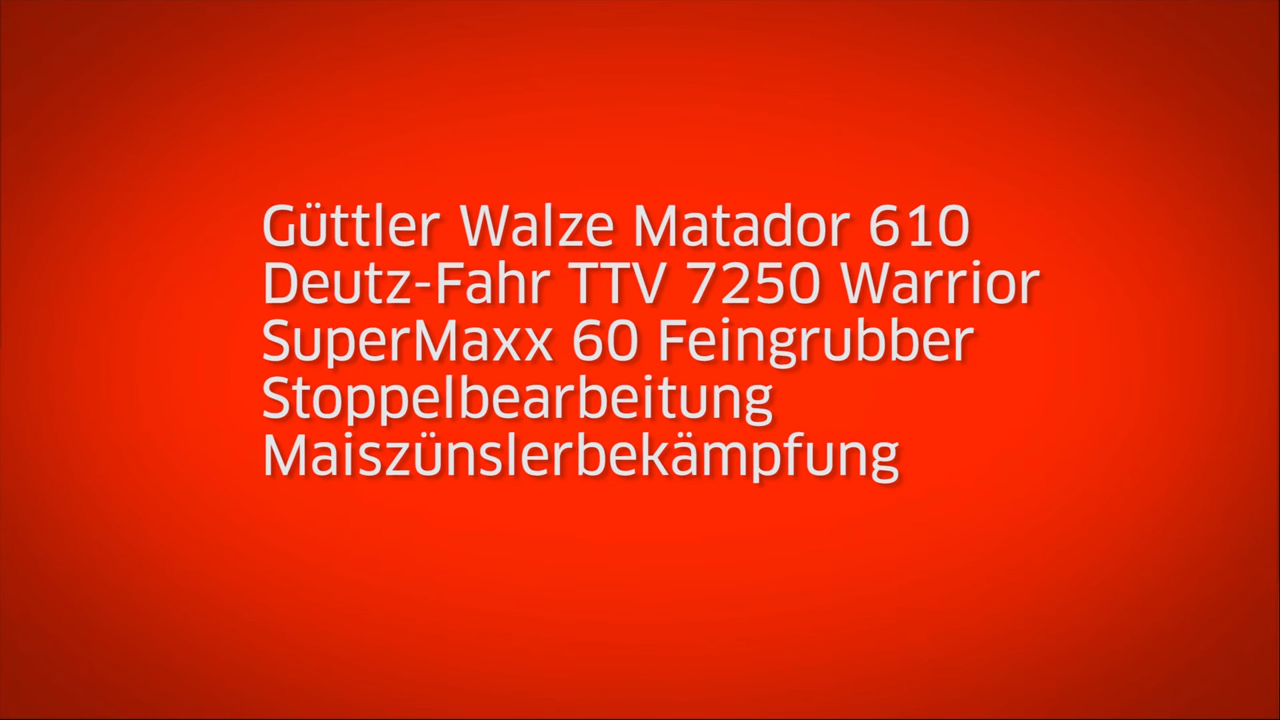 Güttler Walze Matador 610
Deutz-Fahr TTV 7250 Warrior
SuperMaxx 60 Feingrubber
Stoppelbearbeitung
Maiszünslerbekämpfung